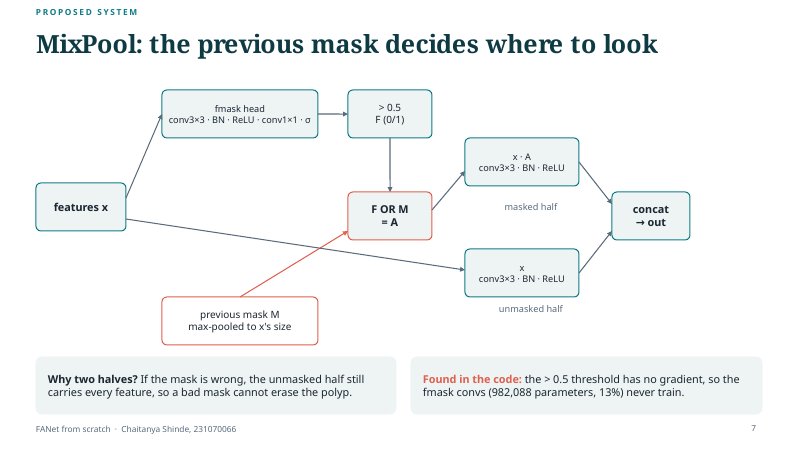 PROPOSED SYSTEM
MixPool: the previous mask decides where to look
fmask head
conv3×3 · BN · ReLU · conv1×1 · σ
> 0.5
F (0/1)
x · A
conv3×3 · BN · ReLU
masked half
features x
F OR M
= A
concat
→ out
x
conv3×3 · BN · ReLU
unmasked half
previous mask M
max-pooled to x's size
Why two halves? If the mask is wrong, the unmasked half still
carries every feature, so a bad mask cannot erase the polyp.
Found in the code: the > 0.5 threshold has no gradient, so the
fmask convs (982,088 parameters, 13%) never train.
FANet from scratch · Chaitanya Shinde, 231070066
7